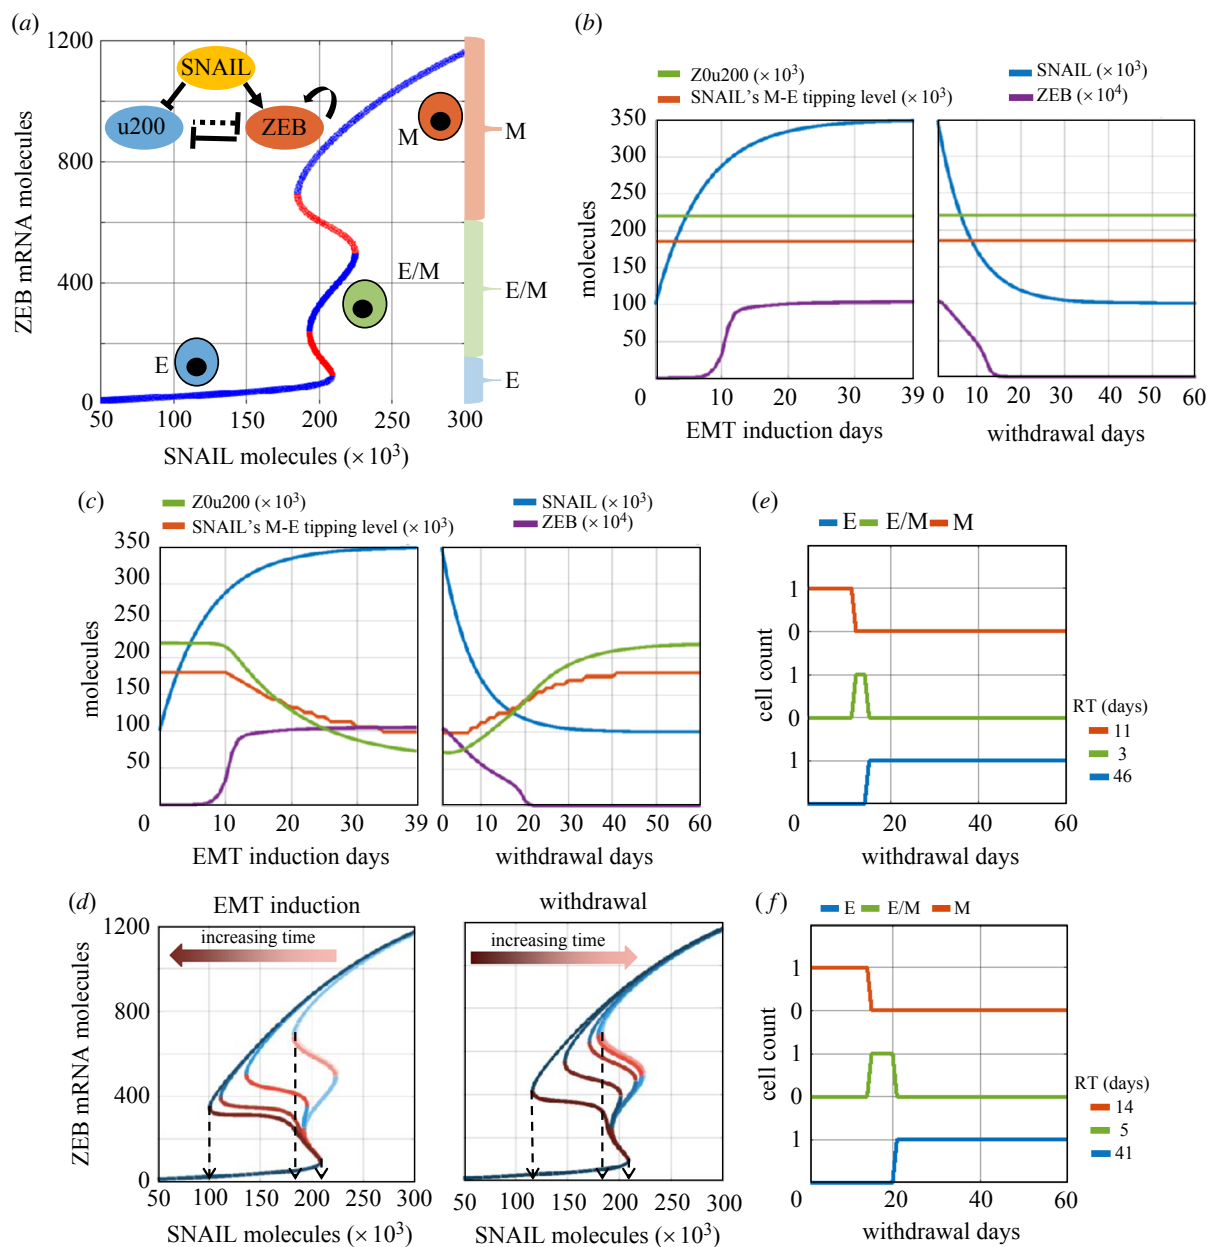 (a)
1200
1000
800
400
200
0
ZEB mRNA molecules
SNAIL
u200
ZEB
M
M
E/M
E/M
E
E
50
100
150
200
250
300
SNAIL molecules (×10³)
(b)
Z0u200 (×10³)
SNAIL's M-E tipping level (×10³)
SNAIL (×10³)
ZEB (×10⁴)
350
300
250
200
150
100
50
molecules
0 10 20 30 39
EMT induction days
0 10 20 30 40 50 60
withdrawal days
(c)
Z0u200 (×10³)
SNAIL's M-E tipping level (×10³)
SNAIL (×10³)
ZEB (×10⁴)
350
300
250
200
150
100
50
molecules
0 10 20 30 39
EMT induction days
0 10 20 30 40 50 60
withdrawal days
(e)
E E/M M
1
0
1
0
1
cell count
0 20 40 60
withdrawal days
RT (days)
11
3
46
(d)
EMT induction
increasing time
1200
800
400
0
ZEB mRNA molecules
50 100 150 200 250 300
SNAIL molecules (×10³)
withdrawal
increasing time
50 100 150 200 250 300
SNAIL molecules (×10³)
(f)
E E/M M
1
0
1
0
1
cell count
0 20 40 60
withdrawal days
RT (days)
14
5
41